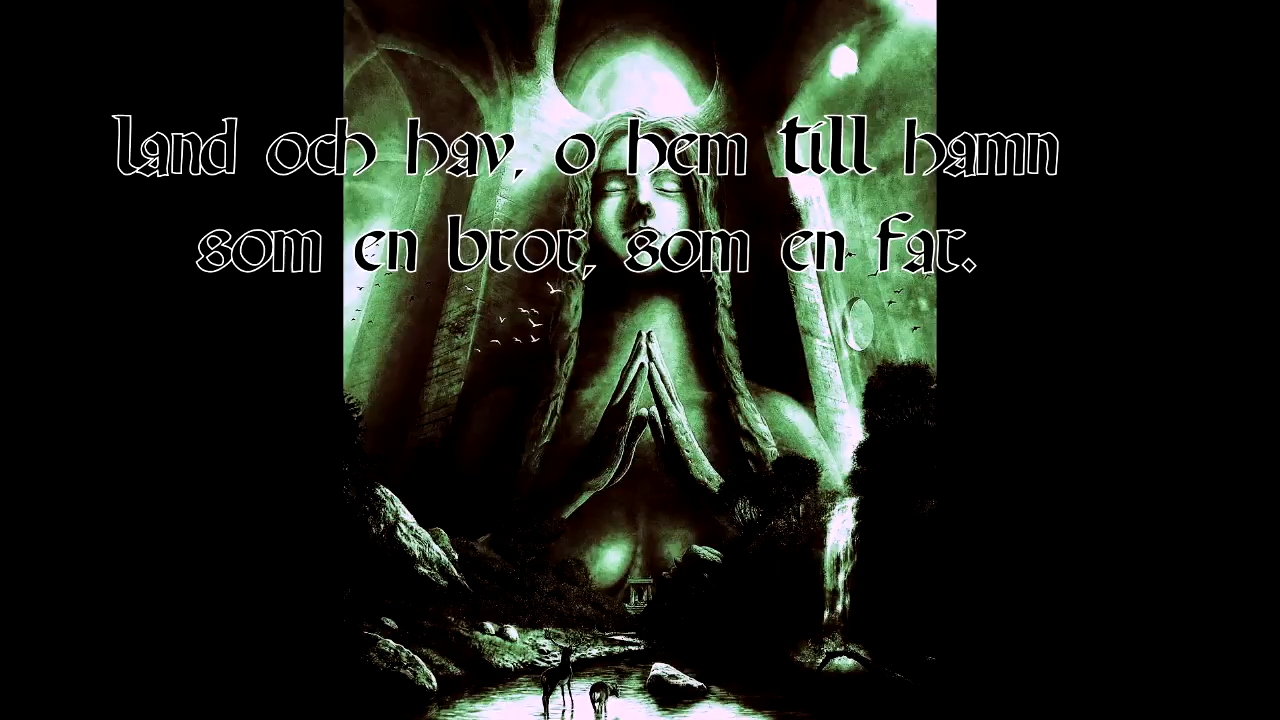 land och hav, o hem till hamn
som en bror, som en far.